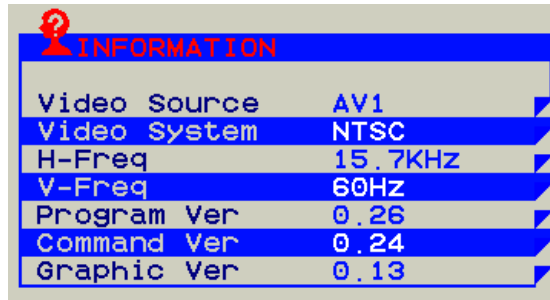 INFORMATION
Video Source AV1
Video System NTSC
H-Freq 15.7KHz
V-Freq 60Hz
Program Ver 0.26
Command Ver 0.24
Graphic Ver 0.13